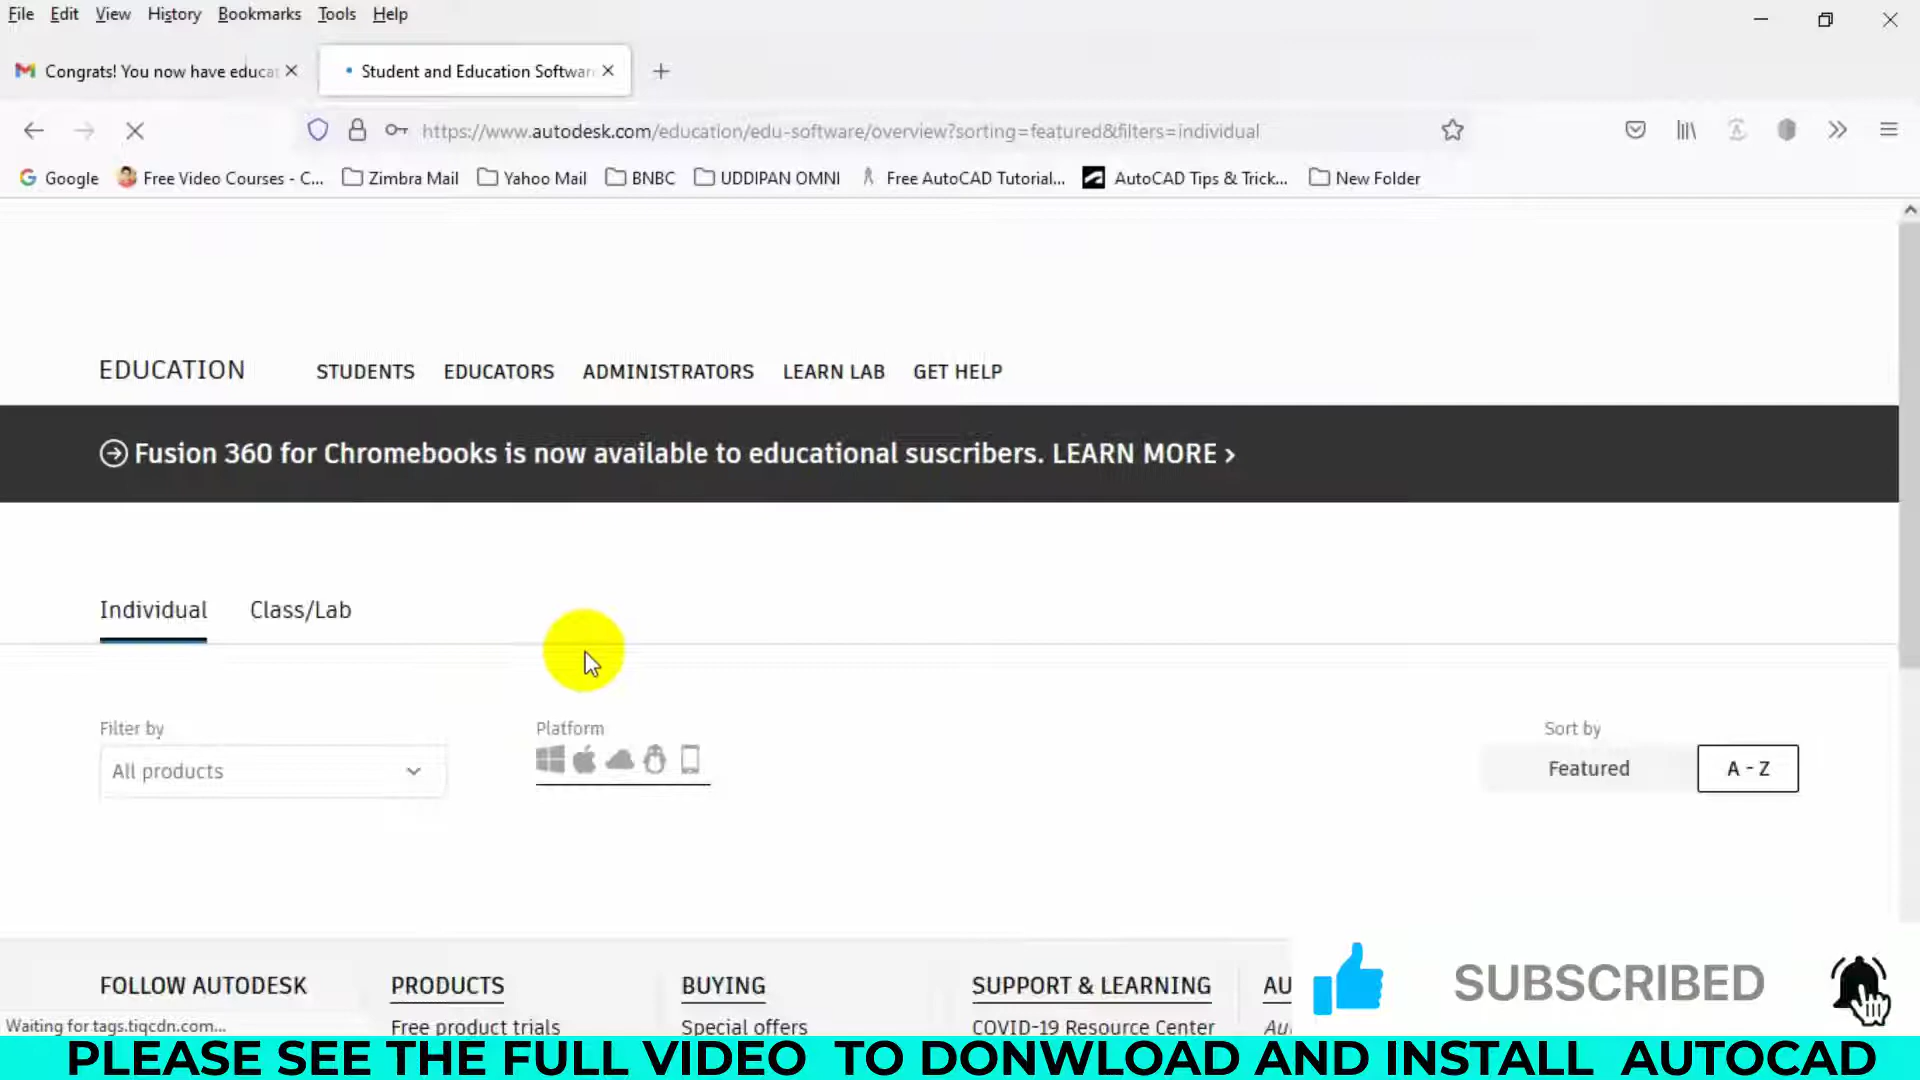 File Edit View History Bookmarks Tools Help
Congrats! You now have educat
Student and Education Softwar
https://www.autodesk.com/education/edu-software/overview?sorting=featured&filters=individual
Google Free Video Courses - C... Zimbra Mail Yahoo Mail BNBC UDDIPAN OMNI Free AutoCAD Tutorial... AutoCAD Tips & Trick... New Folder
EDUCATION STUDENTS EDUCATORS ADMINISTRATORS LEARN LAB GET HELP
Fusion 360 for Chromebooks is now available to educational suscribers. LEARN MORE >
Individual Class/Lab
Filter by Platform Sort by
All products Featured A - Z
FOLLOW AUTODESK PRODUCTS BUYING SUPPORT & LEARNING AU
SUBSCRIBED
Waiting for tags.tiqcdn.com... Free product trials Special offers COVID-19 Resource Center Au
PLEASE SEE THE FULL VIDEO TO DONWLOAD AND INSTALL AUTOCAD